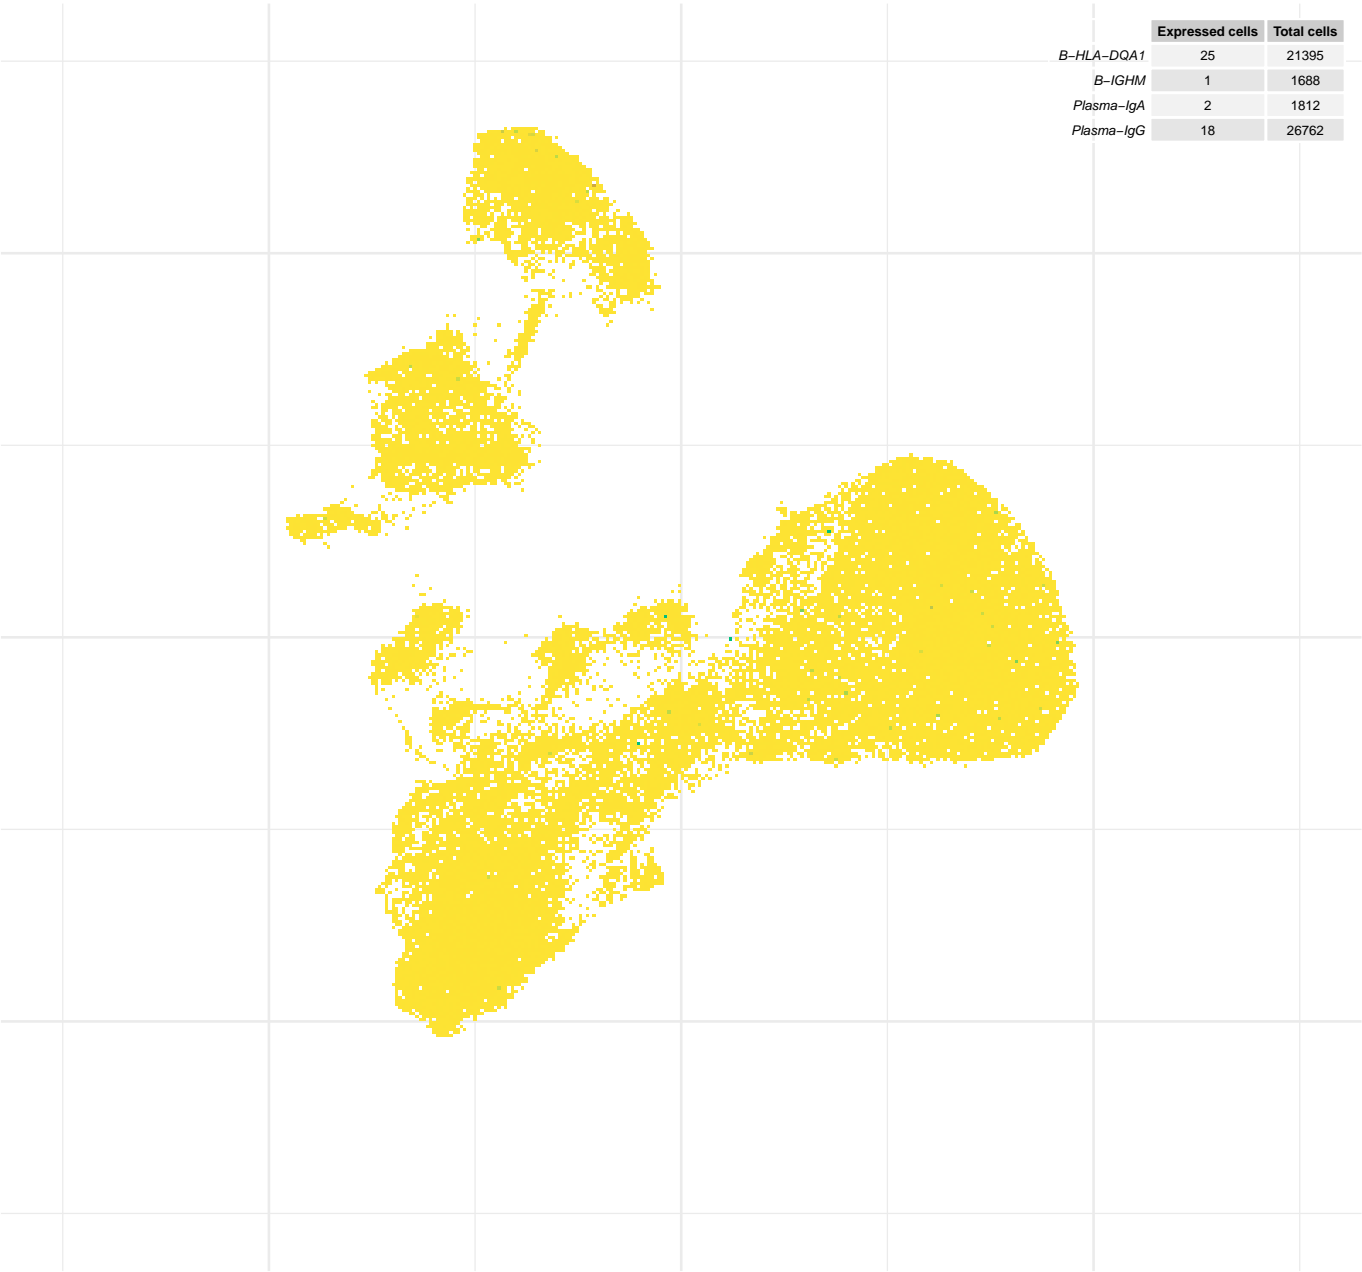 Expressed cells Total cells
B−HLA−DQA1 25 21395
B−IGHM 1 1688
Plasma−IgA 2 1812
Plasma−IgG 18 26762